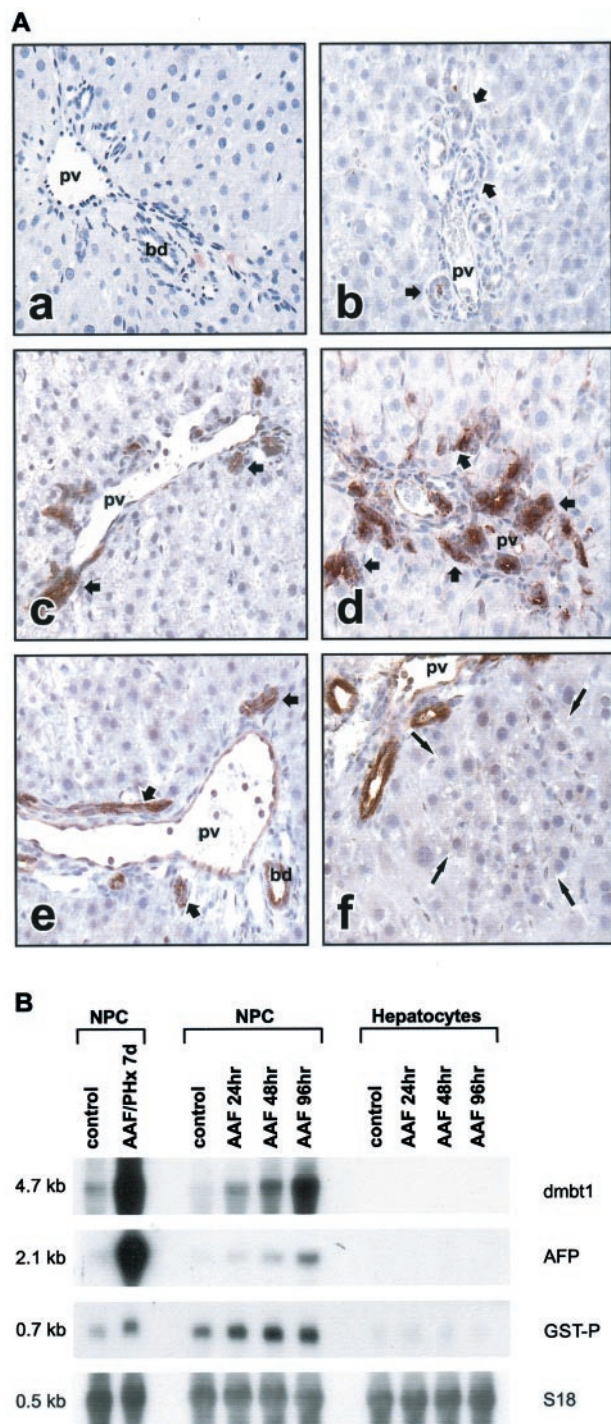 A
pv
bd
a
pv
b
pv
c
pv
d
pv
bd
e
pv
f
B
NPC
NPC
Hepatocytes
control
AAF/PHx 7d
control
AAF 24hr
AAF 48hr
AAF 96hr
control
AAF 24hr
AAF 48hr
AAF 96hr
4.7 kb
dmbt1
2.1 kb
AFP
0.7 kb
GST-P
0.5 kb
S18